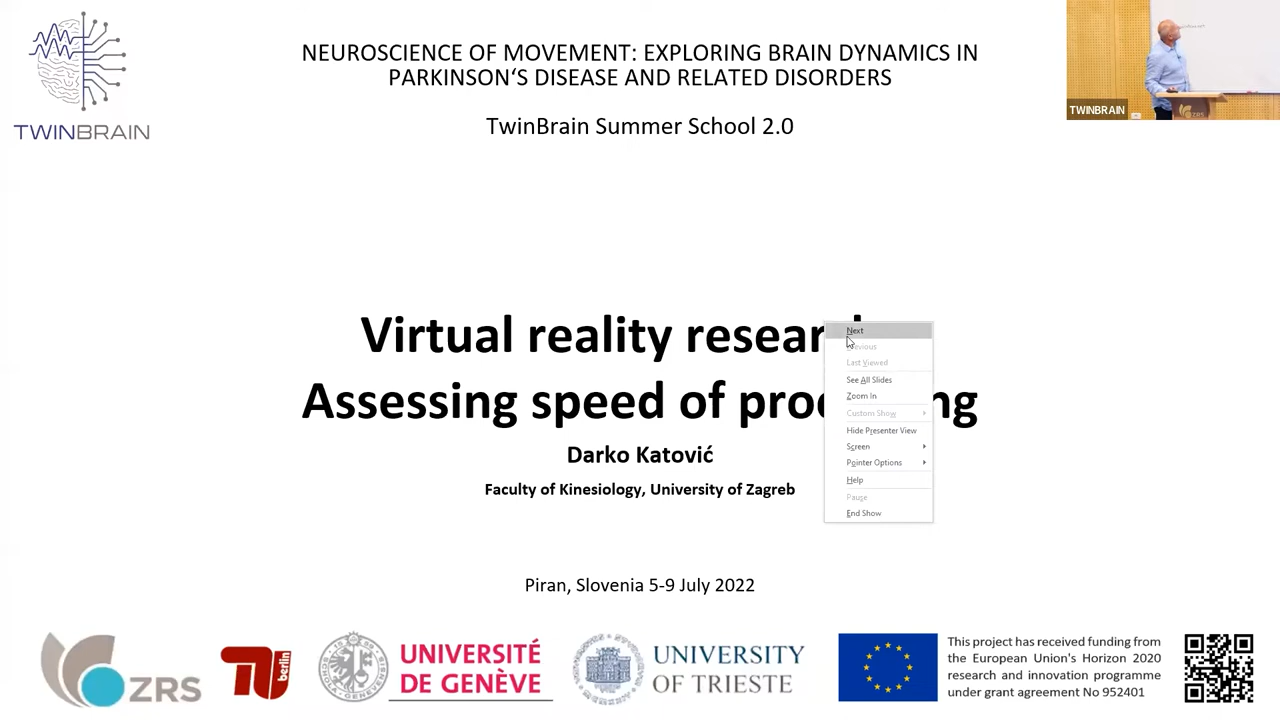 NEUROSCIENCE OF MOVEMENT: EXPLORING BRAIN DYNAMICS IN
PARKINSON‘S DISEASE AND RELATED DISORDERS
TwinBrain Summer School 2.0
TWINBRAIN
TWINBRAIN
ZRS
Virtual reality resear
Assessing speed of pro ng
Darko Katović
Faculty of Kinesiology, University of Zagreb
Next
Previous
Last Viewed
See All Slides
Zoom In
Custom Show
Hide Presenter View
Screen
Pointer Options
Help
Pause
End Show
Piran, Slovenia 5-9 July 2022
ZRS
berlin
UNIVERSITÉ
DE GENÈVE
UNIVERSITY
OF TRIESTE
This project has received funding from
the European Union's Horizon 2020
research and innovation programme
under grant agreement No 952401